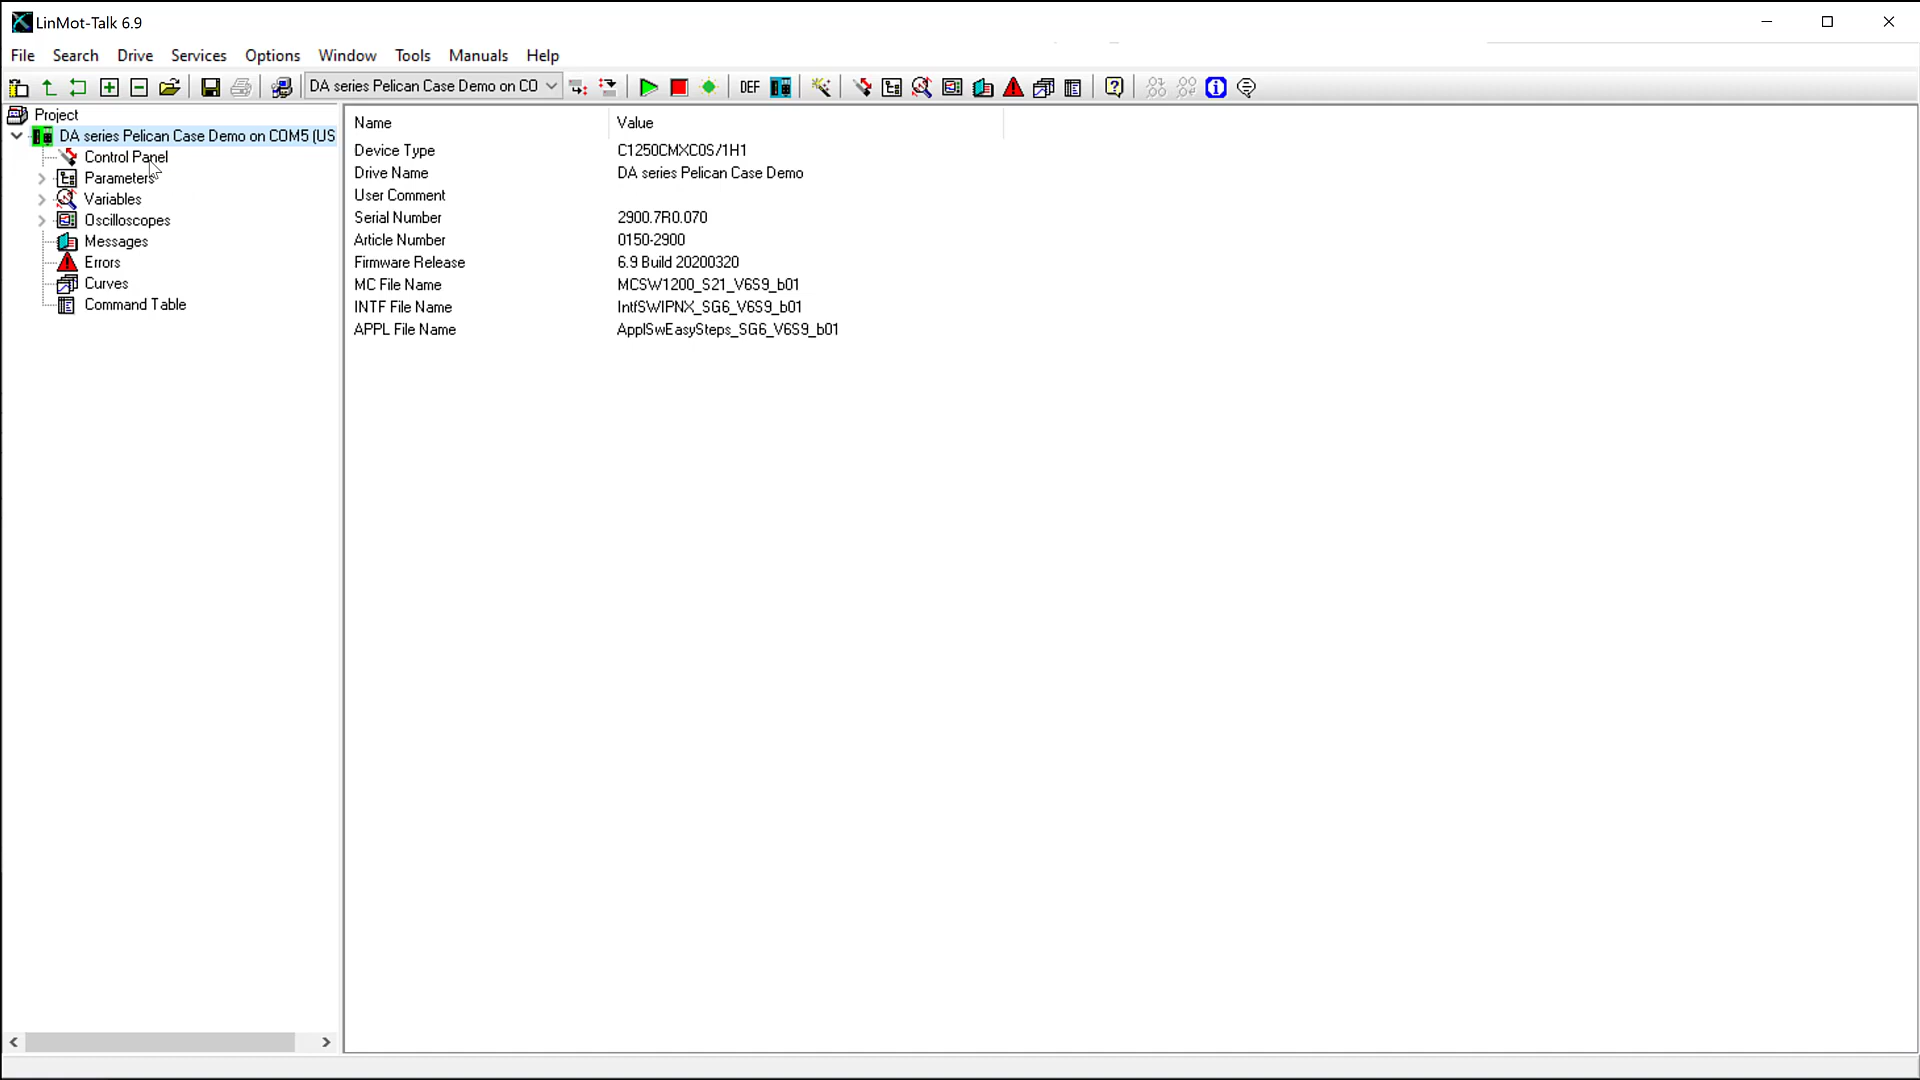 LinMot-Talk 6.9
File Search Drive Services Options Window Tools Manuals Help
DA series Pelican Case Demo on CO DEF
Project
DA series Pelican Case Demo on COM5 (US
Control Panel
Parameters
Variables
Oscilloscopes
Messages
Errors
Curves
Command Table
Name Value
Device Type C1250CMXC0S/1H1
Drive Name DA series Pelican Case Demo
User Comment
Serial Number 2900.7R0.070
Article Number 0150-2900
Firmware Release 6.9 Build 20200320
MC File Name MCSW1200_S21_V6S9_b01
INTF File Name IntfSWIPNX_SG6_V6S9_b01
APPL File Name ApplSwEasySteps_SG6_V6S9_b01